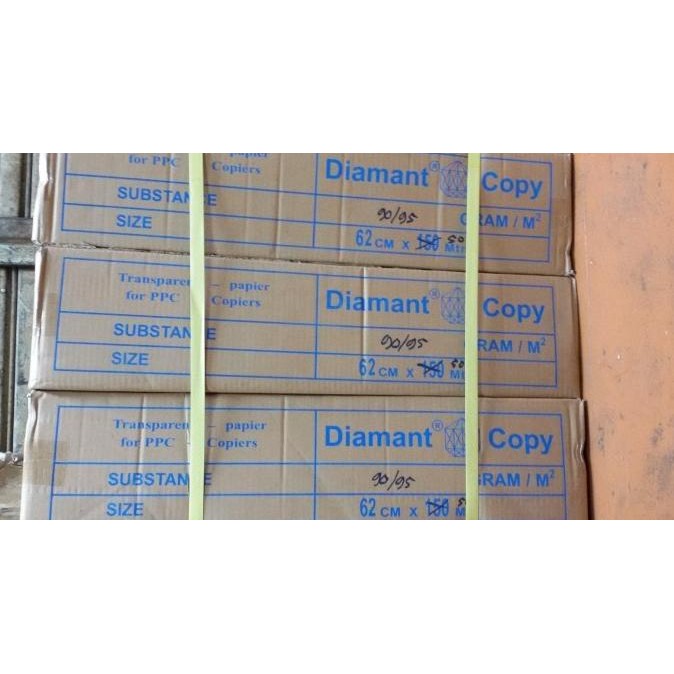 for PPC Copiers
Diamant® Copy
SUBSTANCE 90/95 GRAM / M²
SIZE 62 CM X 150 50 M
Transparent – papier
for PPC Copiers
Diamant® Copy
SUBSTANCE 90/95 GRAM / M²
SIZE 62 CM X 150 50 M
Transparent – papier
for PPC Copiers
Diamant® Copy
SUBSTANCE 90/95 GRAM / M²
SIZE 62 CM X 150 M